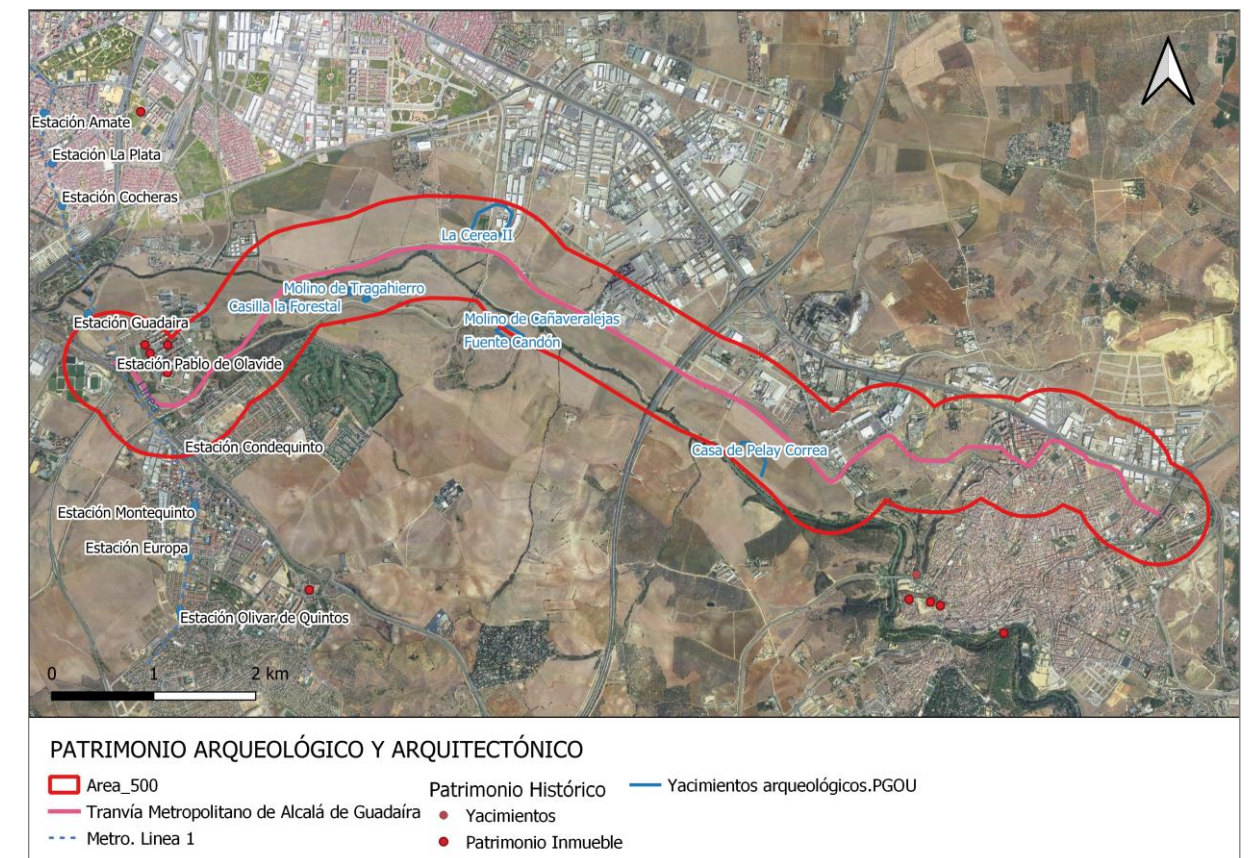 Estación Amate
Estación La Plata
Estación Cocheras
La Cerea II
Molino de Tragahierro
Casilla la Forestal
Estación Guadaira
Molino de Cañaveralejas
Fuente Candón
Estación Pablo de Olavide
Linea
Estación Condequinto
Casa de Pelay Correa
Estación Montequinto
Estación Europa
Estación Olivar de Quintos
0 1 2 km
PATRIMONIO ARQUEOLÓGICO Y ARQUITECTÓNICO
Area_500
Tranvía Metropolitano de Alcalá de Guadaíra
Metro. Linea 1
Patrimonio Histórico
Yacimientos
Patrimonio Inmueble
Yacimientos arqueológicos.PGOU